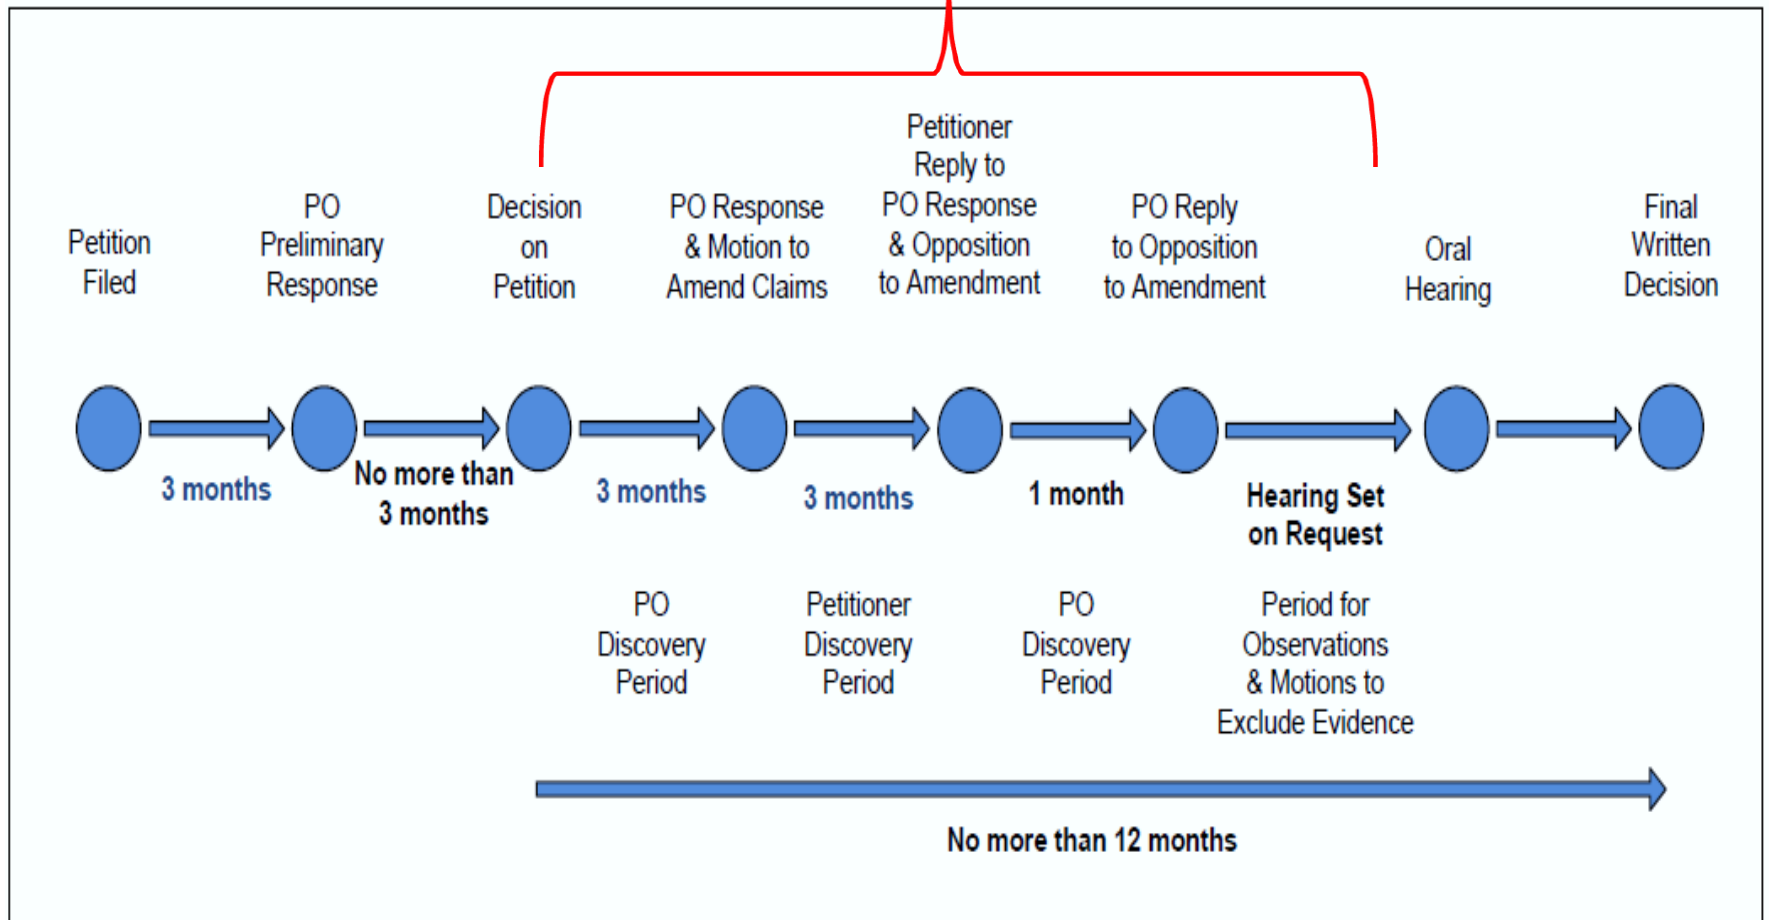 Petition
Filed
PO
Preliminary
Response
Decision
on
Petition
PO Response
& Motion to
Amend Claims
Petitioner
Reply to
PO Response
& Opposition
to Amendment
PO Reply
to Opposition
to Amendment
Oral
Hearing
Final
Written
Decision
3 months
No more than
3 months
3 months
3 months
1 month
Hearing Set
on Request
PO
Discovery
Period
Petitioner
Discovery
Period
PO
Discovery
Period
Period for
Observations
& Motions to
Exclude Evidence
No more than 12 months